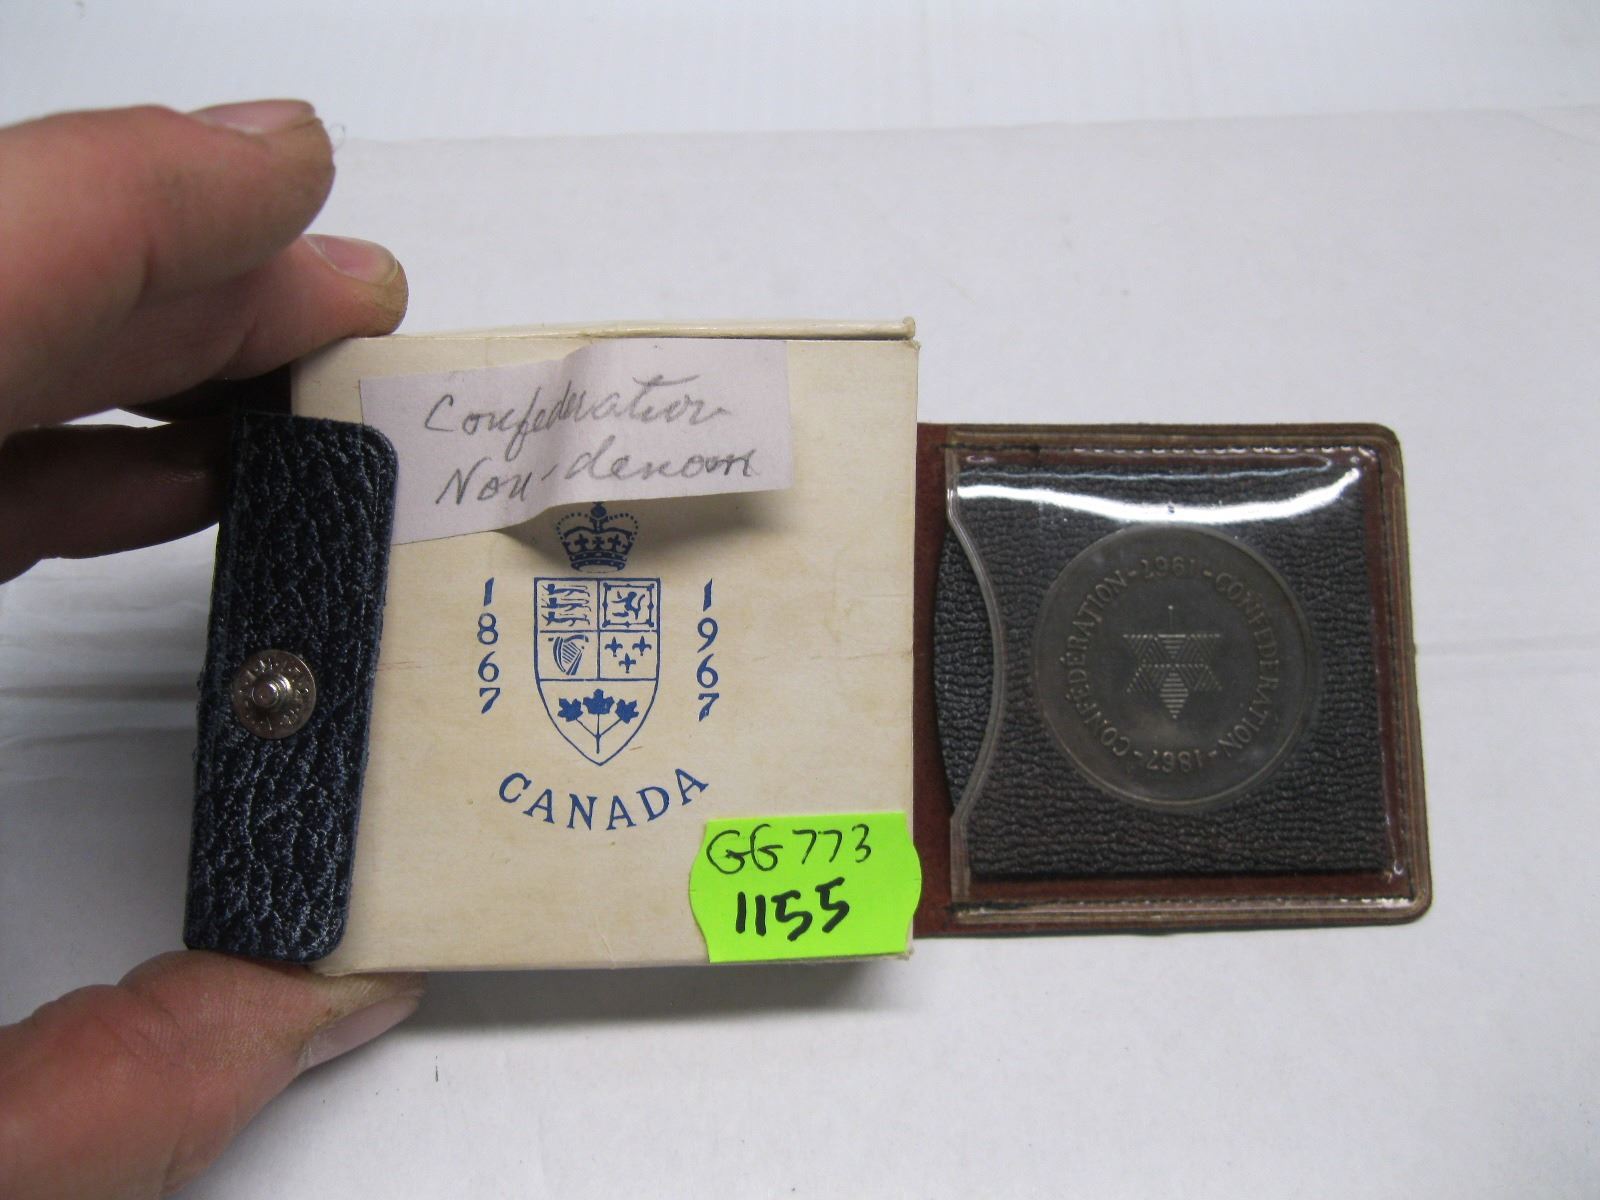 Confederation
Non-denom
1867
1967
CANADA
GG773
1155
1867-CONFÉDÉRATION-1967-CONFEDERATION-